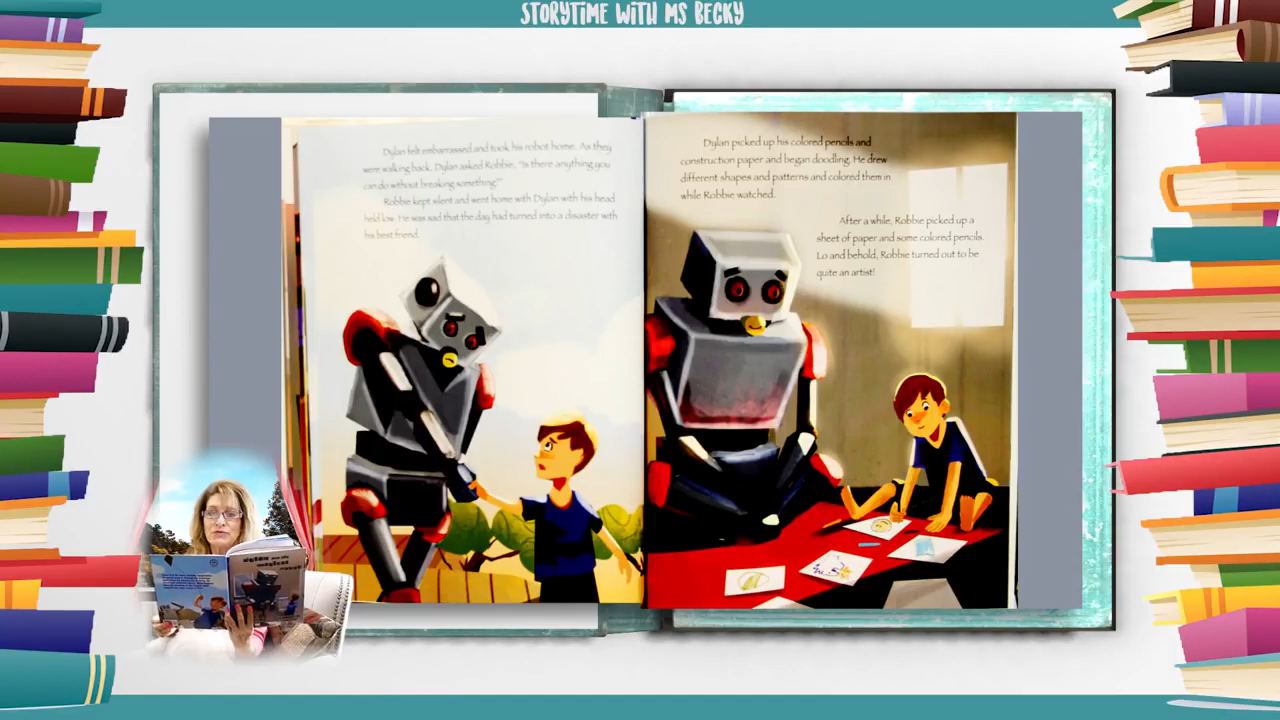 STORYTIME WITH MS BECKY
Dylan felt embarrassed and took his robot home. As they
were walking back, Dylan asked Robbie, "Is there anything you
can do without breaking something?"
Robbie kept silent and went home with Dylan with his head
held low. He was sad that the day had turned into a disaster with
his best friend.
Dylan picked up his colored pencils and
construction paper and began doodling. He drew
different shapes and patterns and colored them in
while Robbie watched.
After a while, Robbie picked up a
sheet of paper and some colored pencils.
Lo and behold, Robbie turned out to be
quite an artist!